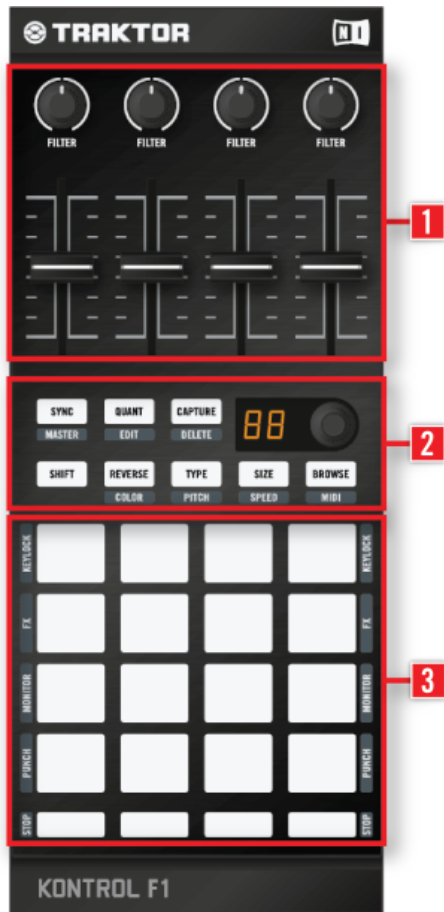 TRAKTOR NI
FILTER FILTER FILTER FILTER
1
SYNC QUANT CAPTURE 88
MASTER EDIT DELETE
2
SHIFT REVERSE TYPE SIZE BROWSE
COLOR PITCH SPEED MIDI
KEYLOCK KEYLOCK
FX FX
3
MONITOR MONITOR
PUNCH PUNCH
STOP STOP
KONTROL F1